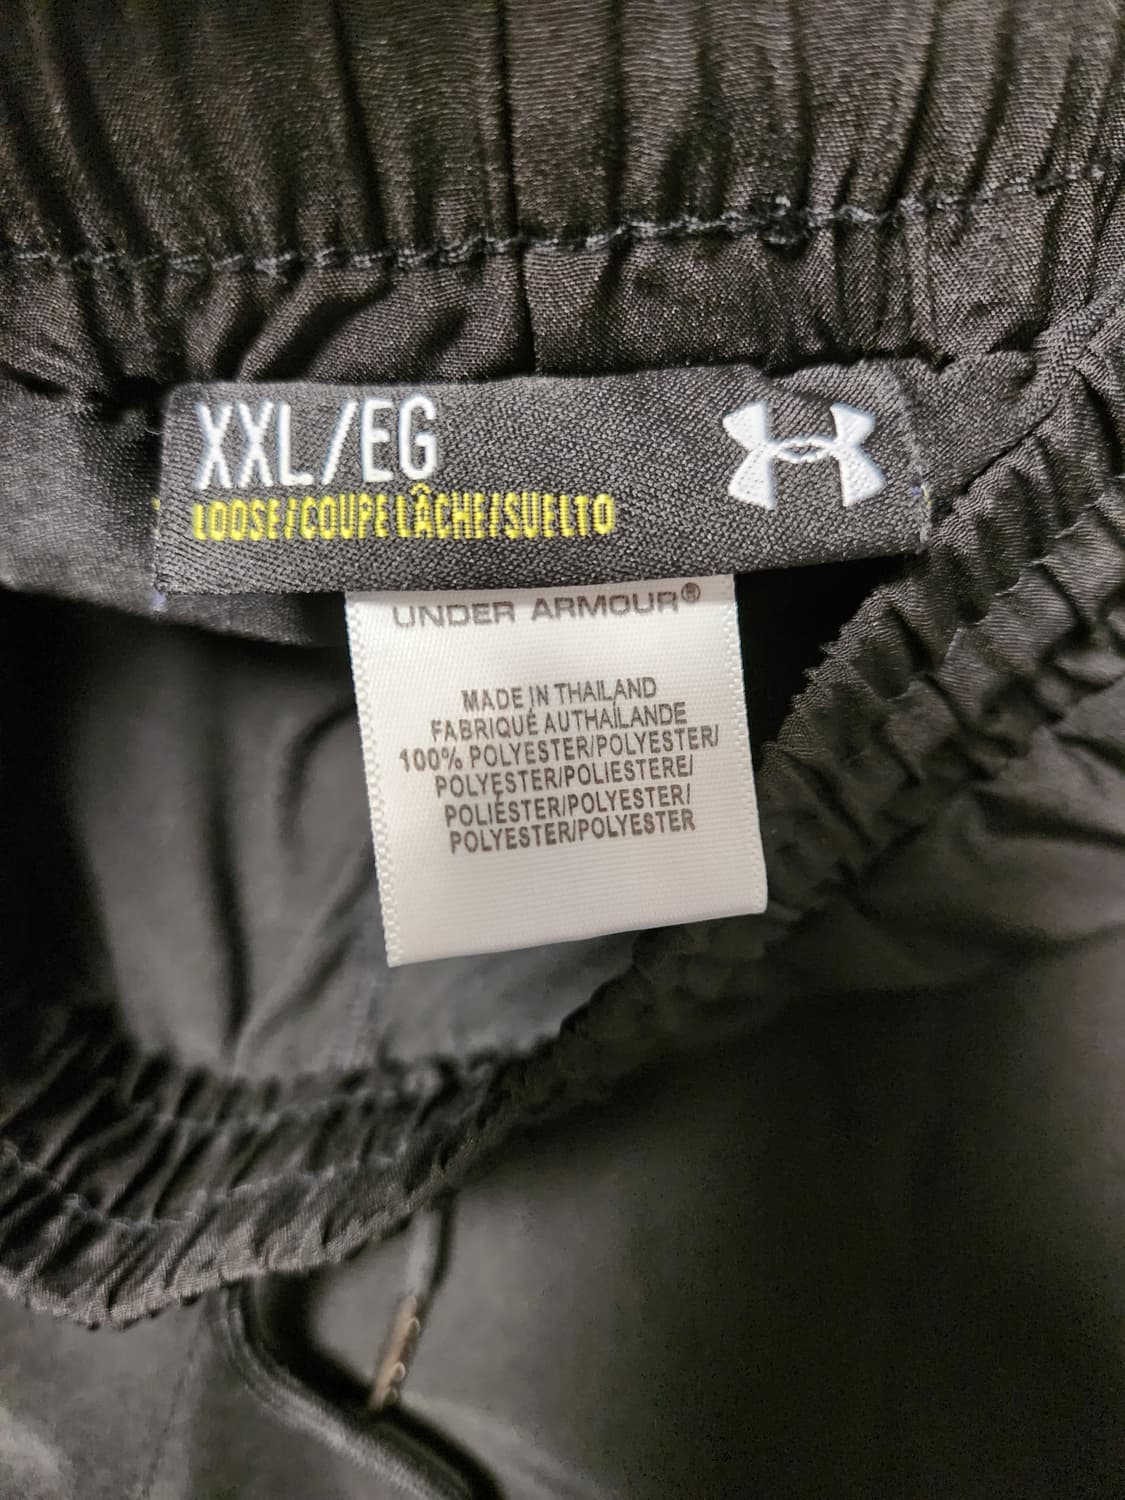 XXL/EG
LOOSE/COUPE LÂCHE/SUELTO
UNDER ARMOUR®
MADE IN THAILAND
FABRIQUÉ AUTHAÏLANDE
100% POLYESTER/POLYESTER/
POLYESTER/POLIESTERE/
POLIÉSTER/POLYESTER/
POLYESTER/POLYESTER